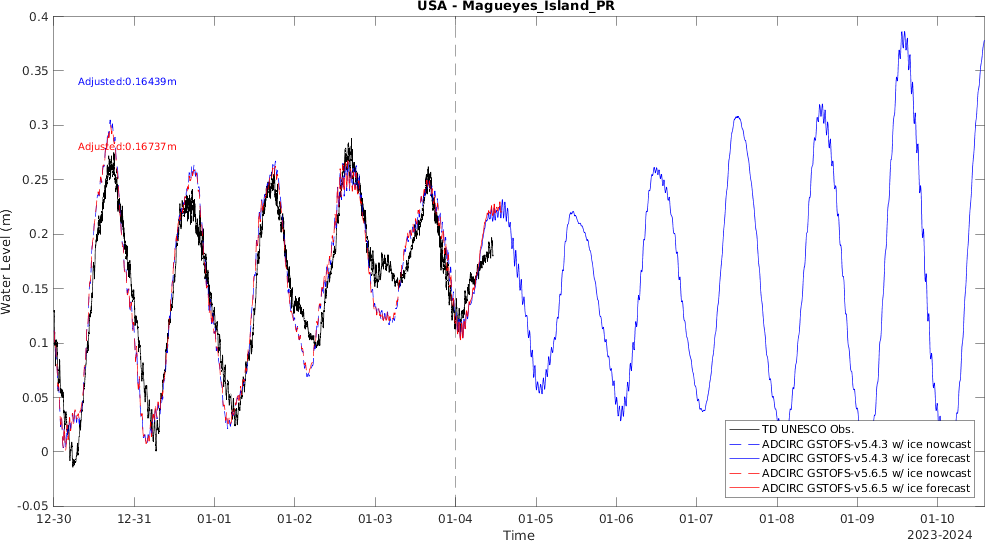 USA - Magueyes_Island_PR
0.4
0.35
0.3
0.25
0.2
0.15
0.1
0.05
0
-0.05
Water Level (m)
Adjusted:0.16439m
Adjusted:0.16737m
TD UNESCO Obs.
ADCIRC GSTOFS-v5.4.3 w/ ice nowcast
ADCIRC GSTOFS-v5.4.3 w/ ice forecast
ADCIRC GSTOFS-v5.6.5 w/ ice nowcast
ADCIRC GSTOFS-v5.6.5 w/ ice forecast
12-30 12-31 01-01 01-02 01-03 01-04 01-05 01-06 01-07 01-08 01-09 01-10
Time
2023-2024